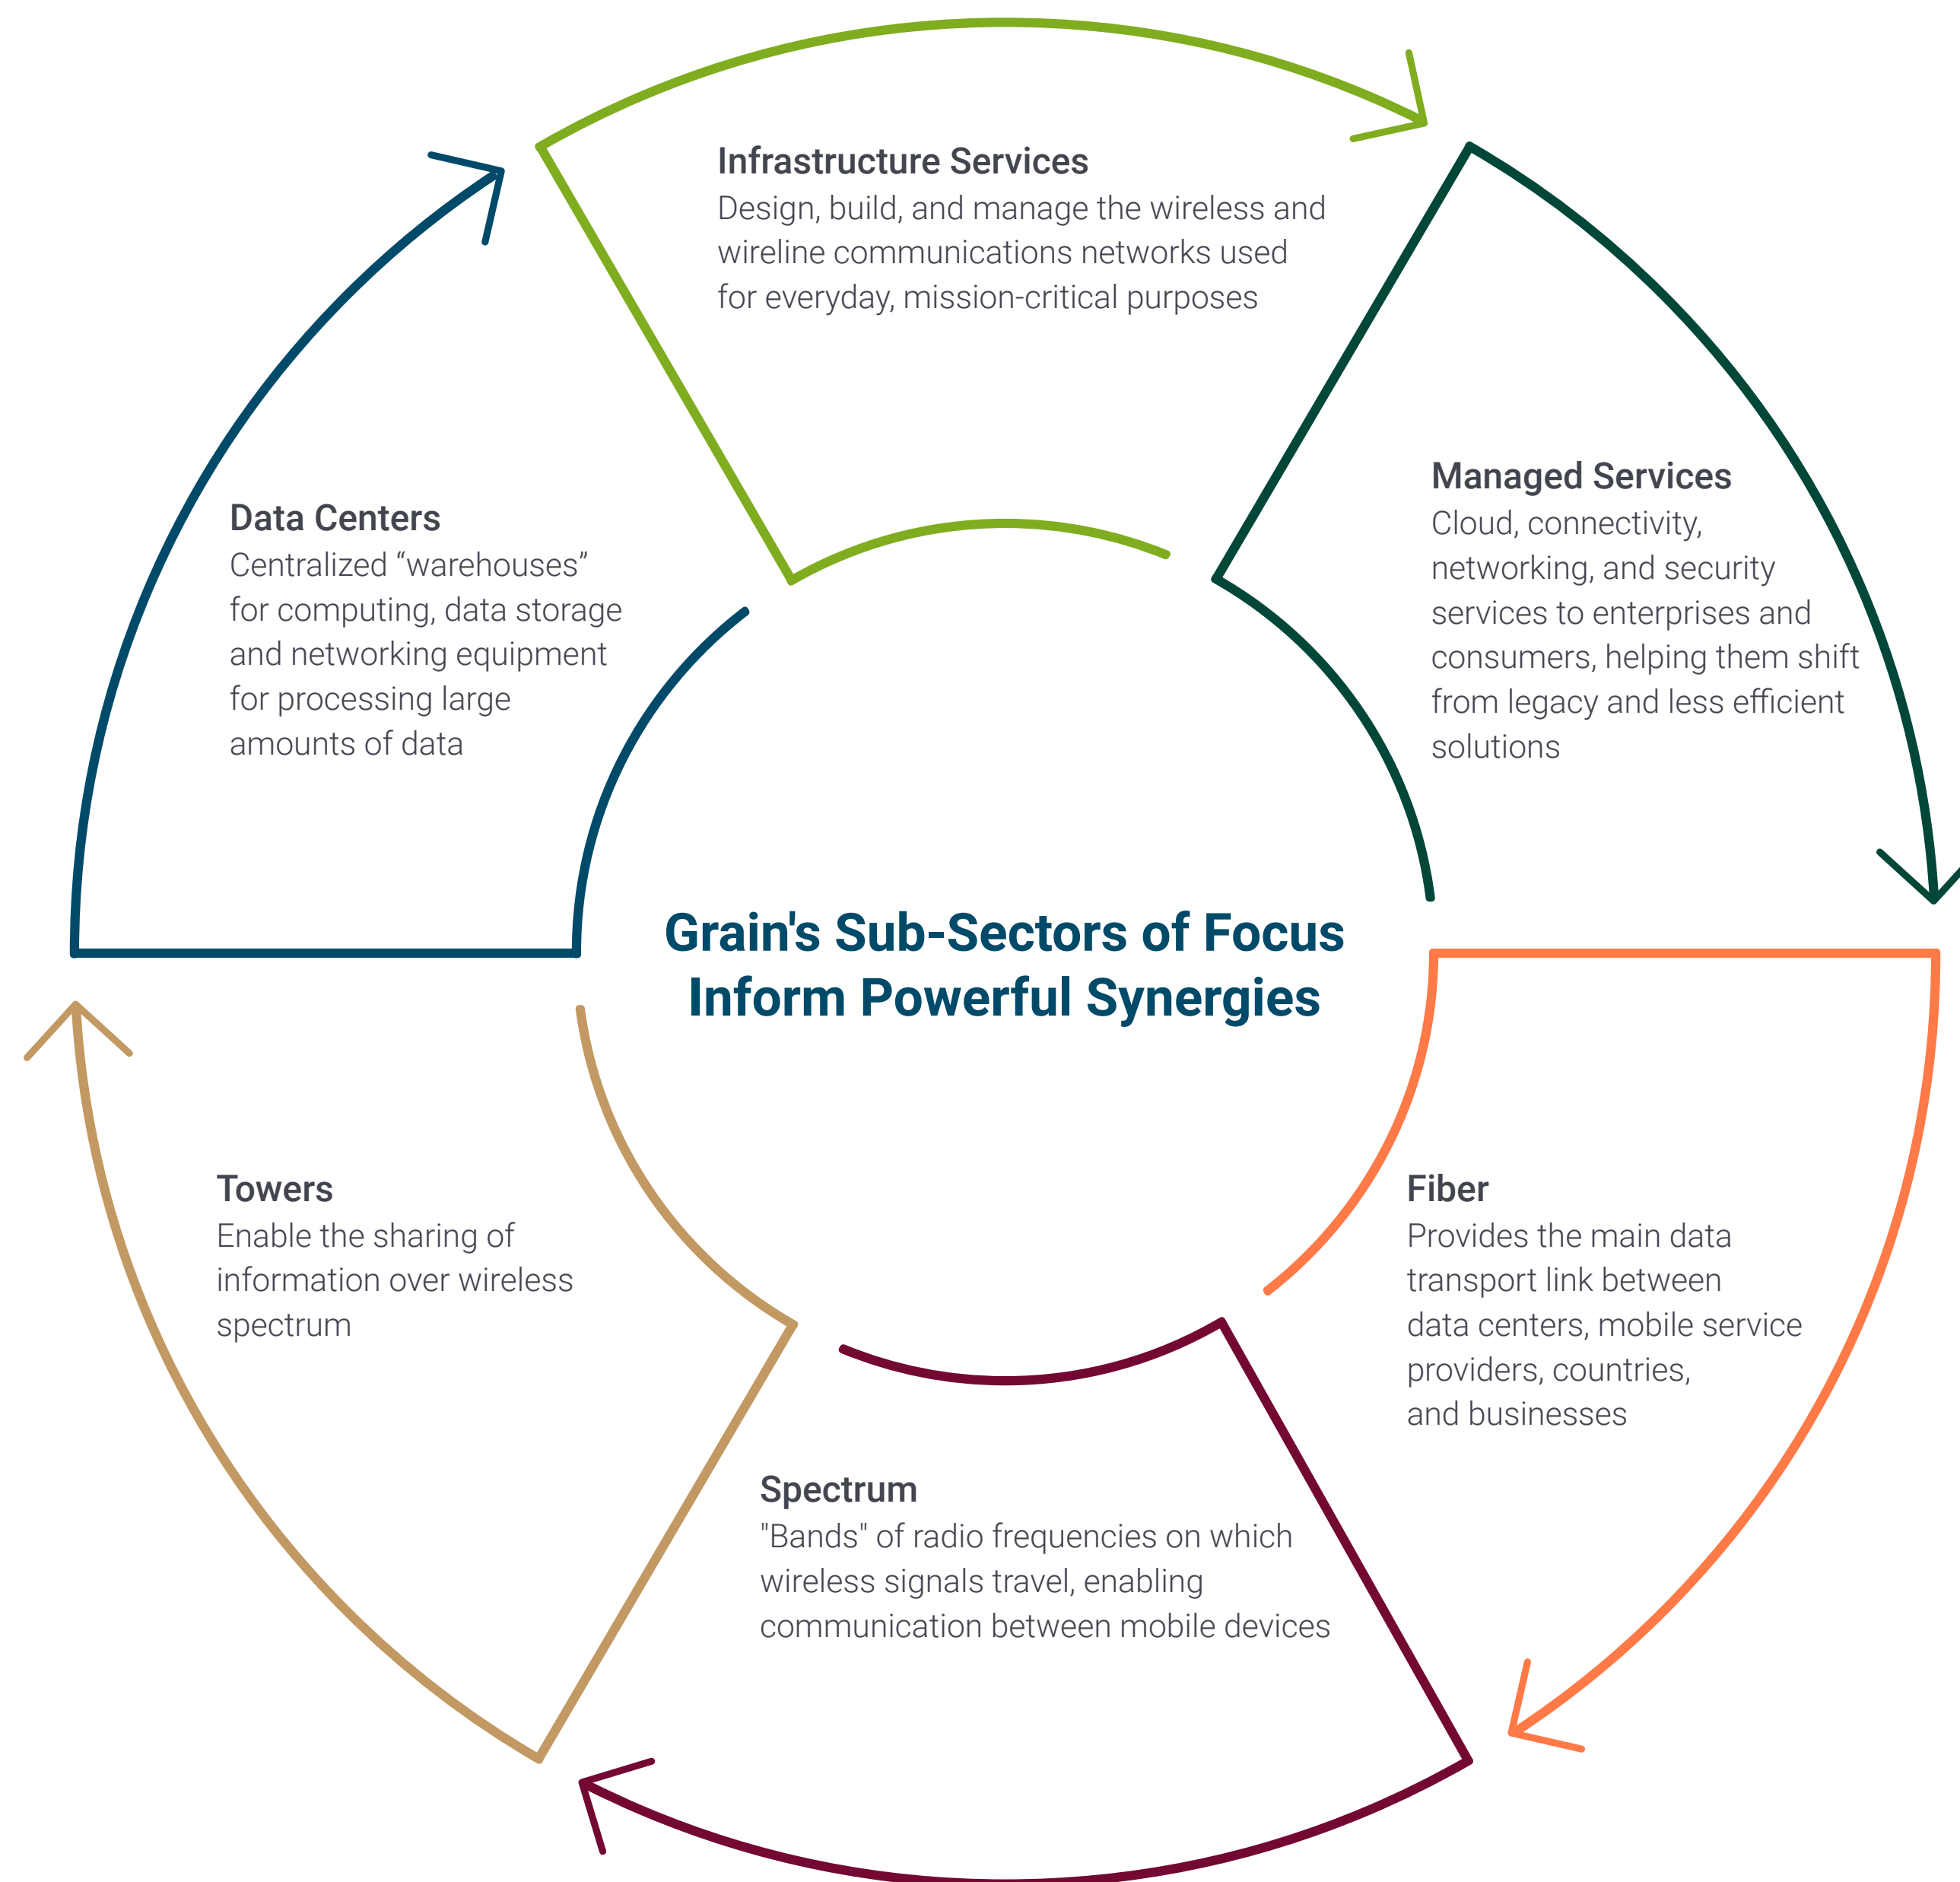 Infrastructure Services
Design, build, and manage the wireless and
wireline communications networks used
for everyday, mission-critical purposes
Managed Services
Cloud, connectivity,
networking, and security
services to enterprises and
consumers, helping them shift
from legacy and less efficient
solutions
Data Centers
Centralized “warehouses”
for computing, data storage
and networking equipment
for processing large
amounts of data
Grain's Sub-Sectors of Focus
Inform Powerful Synergies
Towers
Enable the sharing of
information over wireless
spectrum
Fiber
Provides the main data
transport link between
data centers, mobile service
providers, countries,
and businesses
Spectrum
"Bands" of radio frequencies on which
wireless signals travel, enabling
communication between mobile devices